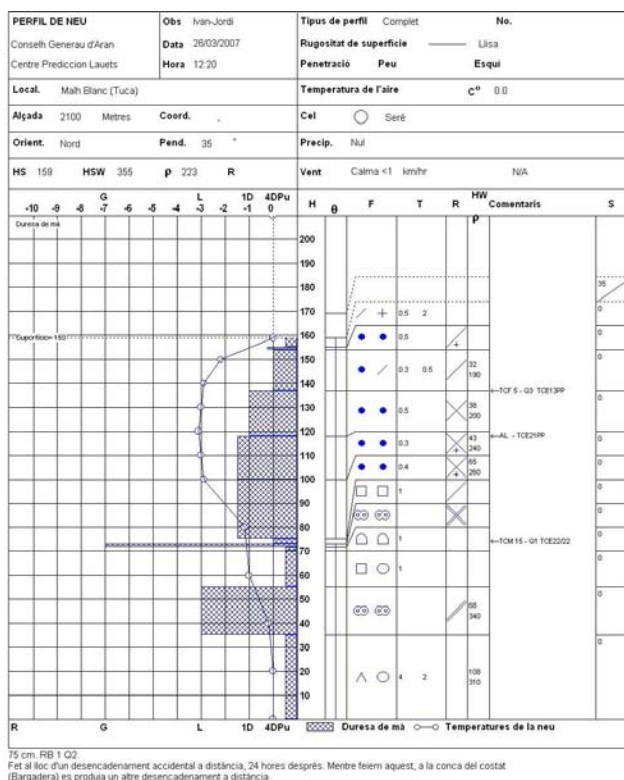 PERFIL DE NEU Obs Ivan-Jordi Tipus de perfil Complet No.
Conselh Generau d'Aran Data 26/03/2007 Rugositat de superfície Llisa
Centre Prediccion Lauets Hora 12:20 Penetració Peu Esquí
Local. Malh Blanc (Tuca) Temperatura de l'aire Cº 0.0
Alçada 2100 Metres Coord. , Cel Serè
Orient. Nord Pend. 35 ° Precip. Nul
HS 159 HSW 355 ρ 223 R Vent Calma <1 km/hr N/A
G L 1D 4D Pu H θ F T R HW ρ Comentaris S
-10 -9 -8 -7 -6 -5 -4 -3 -2 -1 0
Duresa de mà
200
190
180
35
170
+ 0.5 2 0
160
Superfície= 159
0.5 + 0
150
0.3 0.5 32 190 0
140
TCF 5 - Q3 TCE13PP
130
0.5 38 200 0
120
AL - TCE21PP
0.3 43 240 + 0
110
0.4 65 260 + 0
100
1 0
90
0
80
1 TCM 15 - Q1 TCE22/22 0
70
1 0
60
50
68 340 0
40
30
0
20
4 2 108 310
10
R G L 1D 4D Pu Duresa de mà Temperatures de la neu
75 cm. RB 1 Q2.
Fet al lloc d'un desencadenament accidental a distància, 24 hores desprès. Mentre feiem aquest, a la conca del costat
(Bargadera) es produïa un altre desencadenament a distància.